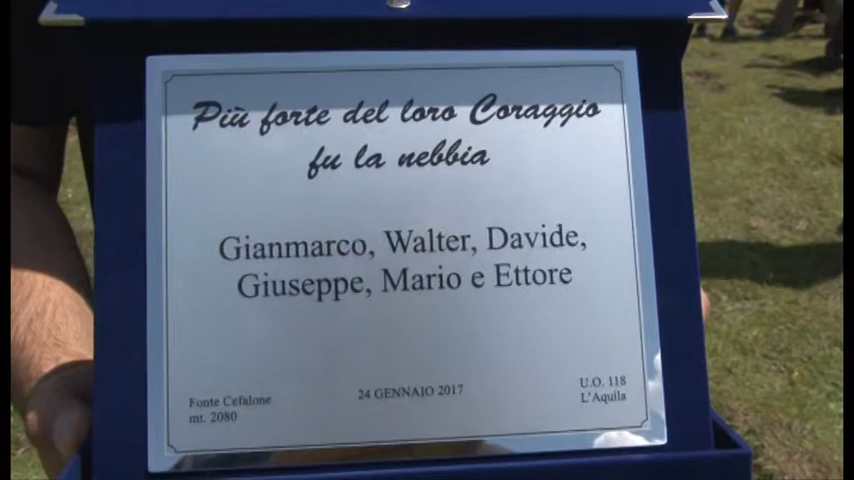 Più forte del loro Coraggio
fu la nebbia
Gianmarco, Walter, Davide,
Giuseppe, Mario e Ettore
Fonte Cefalone
mt. 2080
24 GENNAIO 2017
U.O. 118
L'Aquila